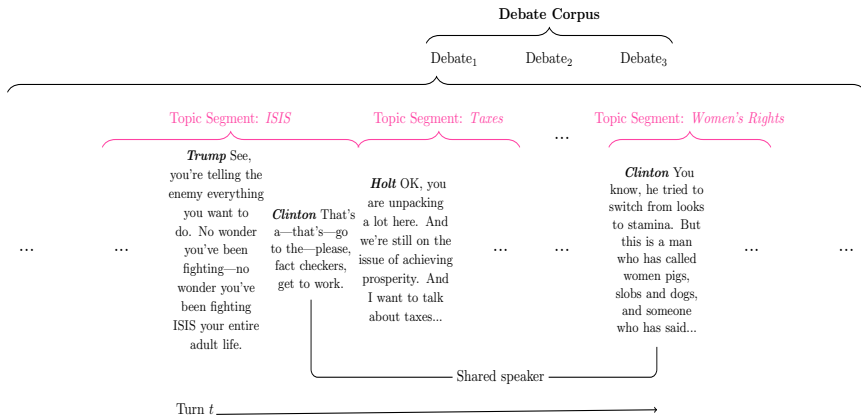 Debate Corpus
Debate₁ Debate₂ Debate₃
Topic Segment: ISIS
Topic Segment: Taxes
...
Topic Segment: Women's Rights
...
...
Trump See,
you're telling the
enemy everything
you want to
do. No wonder
you've been
fighting—no
wonder you've
been fighting
ISIS your entire
adult life.
Clinton That's
a—that's—go
to the—please,
fact checkers,
get to work.
Holt OK, you
are unpacking
a lot here. And
we're still on the
issue of achieving
prosperity. And
I want to talk
about taxes...
...
...
Clinton You
know, he tried to
switch from looks
to stamina. But
this is a man
who has called
women pigs,
slobs and dogs,
and someone
who has said...
...
...
Shared speaker
Turn t